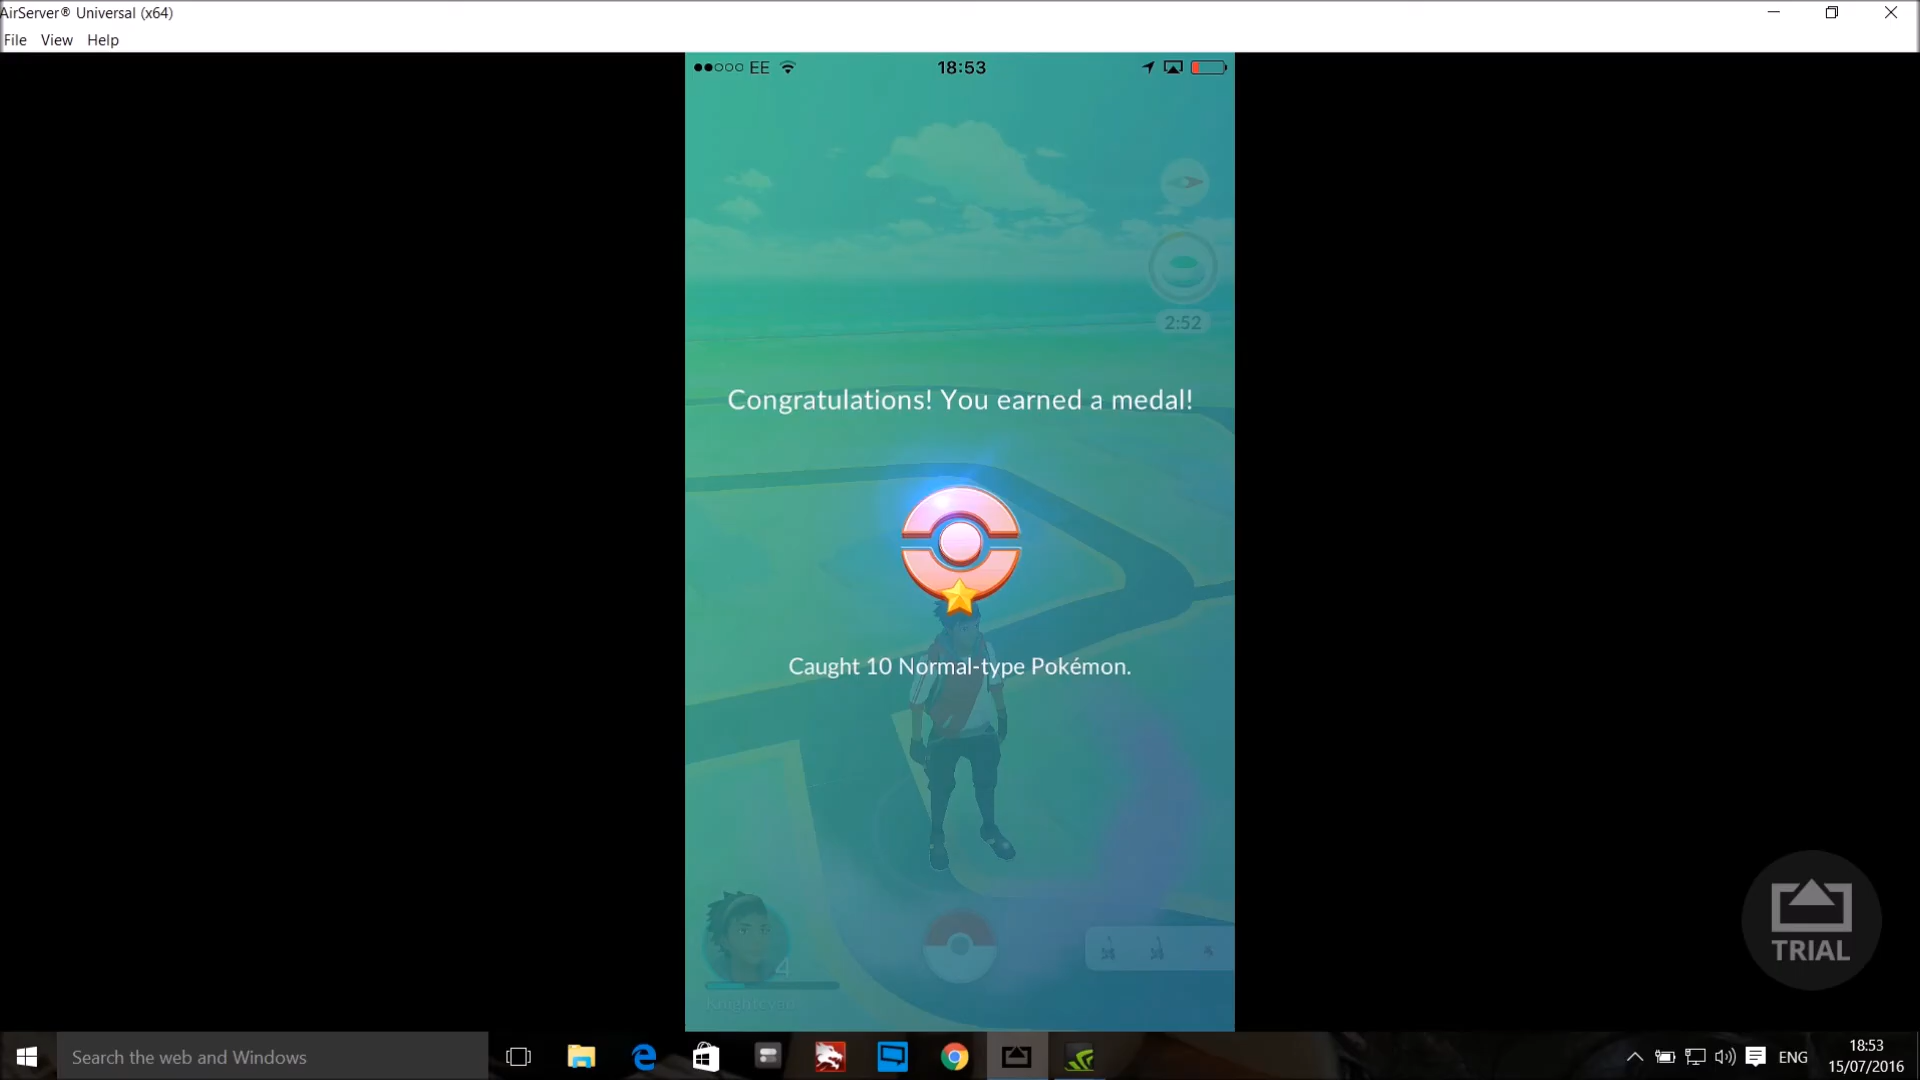 AirServer® Universal (x64)
File View Help
EE 18:53
2:52
Congratulations! You earned a medal!
Caught 10 Normal-type Pokémon.
4
TRIAL
Search the web and Windows
ENG
18:53
15/07/2016